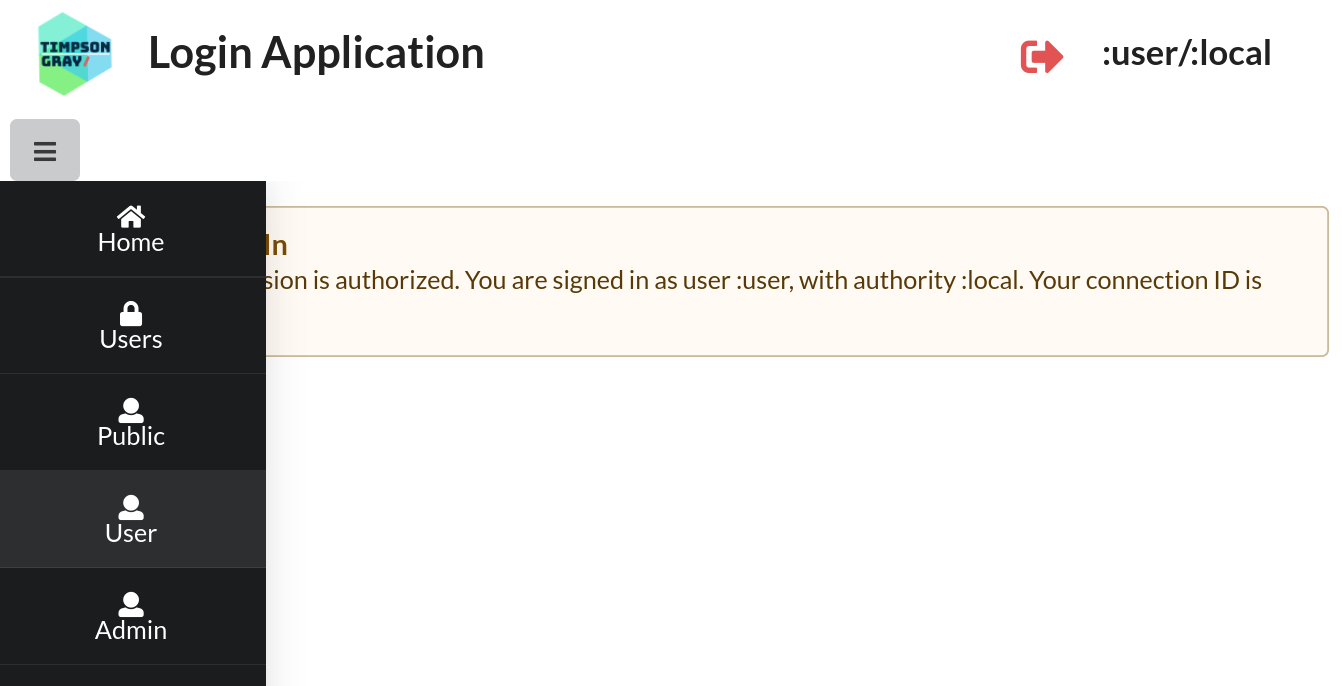 TIMPSON
GRAY/
Login Application
:user/:local
Home
Users
Public
User
Admin
In
sion is authorized. You are signed in as user :user, with authority :local. Your connection ID is